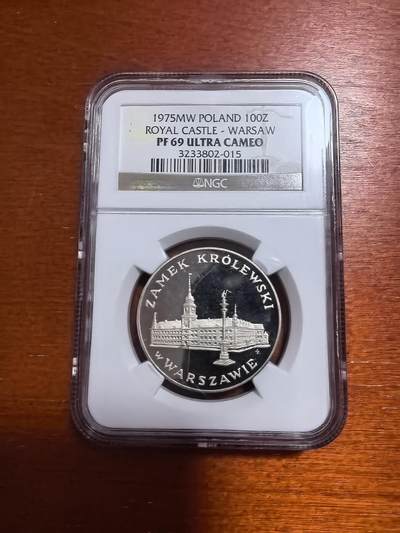 1975MW POLAND 100Z
ROYAL CASTLE - WARSAW
PF 69 ULTRA CAMEO
3233802-015
NGC
ZAMEK KRÓLEWSKI
w WARSZAWIE